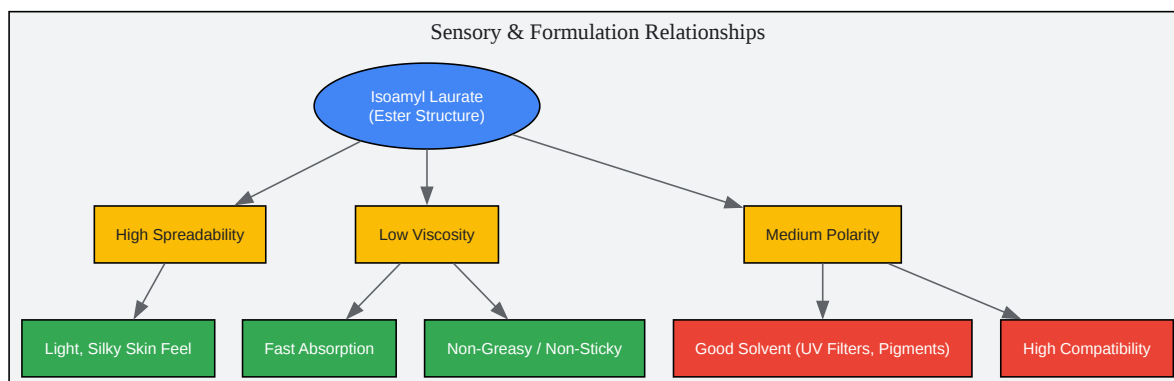 Sensory & Formulation Relationships
Isoamyl Laurate
(Ester Structure)
High Spreadability
Low Viscosity
Medium Polarity
Light, Silky Skin Feel
Fast Absorption
Non-Greasy / Non-Sticky
Good Solvent (UV Filters, Pigments)
High Compatibility